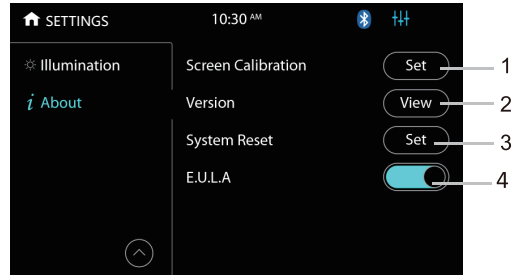 SETTINGS 10:30 AM
Illumination
i About
Screen Calibration Set 1
Version View 2
System Reset Set 3
E.U.L.A 4